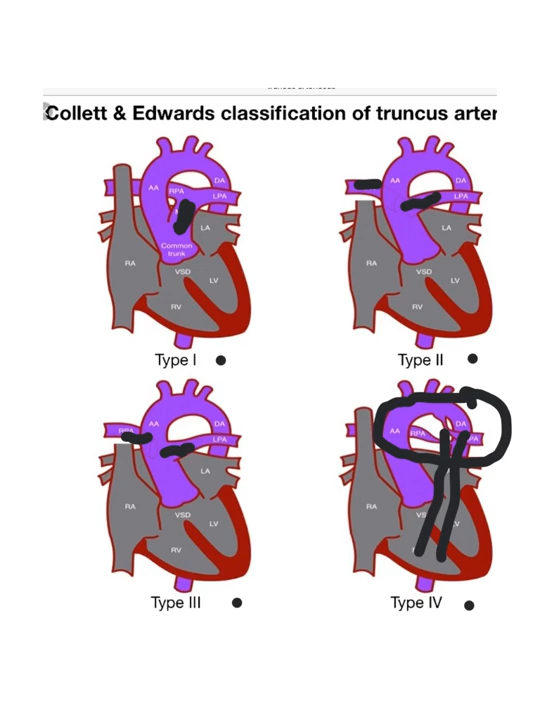 Collett & Edwards classification of truncus arter
AA
RPA
DA
LPA
LA
Common
trunk
RA
VSD
LV
RV
Type I
AA
DA
LPA
LA
RA
VSD
LV
RV
Type II
RPA
AA
DA
LPA
LA
RA
VSD
LV
RV
Type III
AA
RPA
DA
PA
RA
VS
LV
Type IV